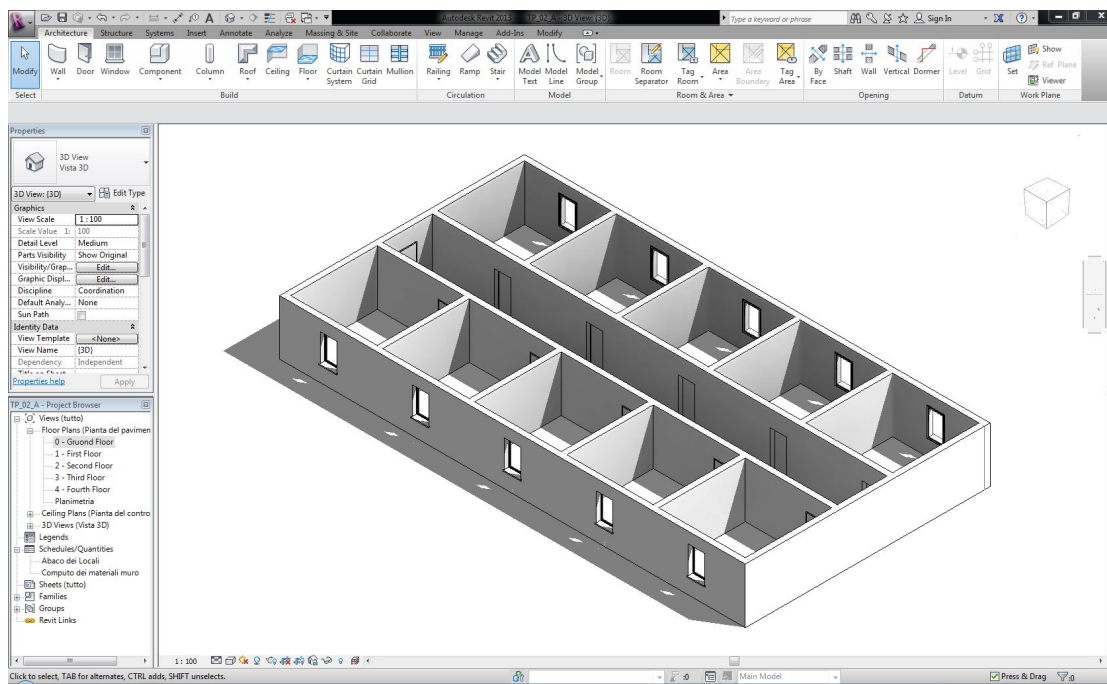 Autodesk Revit 2013 TP_02_A - 3D View: {3D}
Type a keyword or phrase
Sign In
Architecture Structure Systems Insert Annotate Analyze Massing & Site Collaborate View Manage Add-Ins Modify
Modify Wall Door Window Component Column Roof Ceiling Floor Curtain System Curtain Grid Mullion Railing Ramp Stair Model Text Model Line Model Group Room Room Separator Tag Room Area Area Boundary Tag Area By Face Shaft Wall Vertical Dormer Level Grid Set Show Ref Plane Viewer
Select Build Circulation Model Room & Area Opening Datum Work Plane
Properties
3D View
Vista 3D
3D View: {3D} Edit Type
Graphics
View Scale 1 : 100
Scale Value 1: 100
Detail Level Medium
Parts Visibility Show Original
Visibility/Grap... Edit...
Graphic Displ... Edit...
Discipline Coordination
Default Analy... None
Sun Path
Identity Data
View Template <None>
View Name {3D}
Dependency Independent
Properties help Apply
TP_02_A - Project Browser
Views (tutto)
Floor Plans (Pianta del pavimen
0 - Gruond Floor
1 - First Floor
2 - Second Floor
3 - Third Floor
4 - Fourth Floor
Planimetria
Ceiling Plans (Pianta del contro
3D Views (Vista 3D)
Legends
Schedules/Quantities
Abaco dei Locali
Computo dei materiali muro
Sheets (tutto)
Families
Groups
Revit Links
1 : 100
Click to select, TAB for alternates, CTRL adds, SHIFT unselects.
:0 Main Model Press & Drag :0